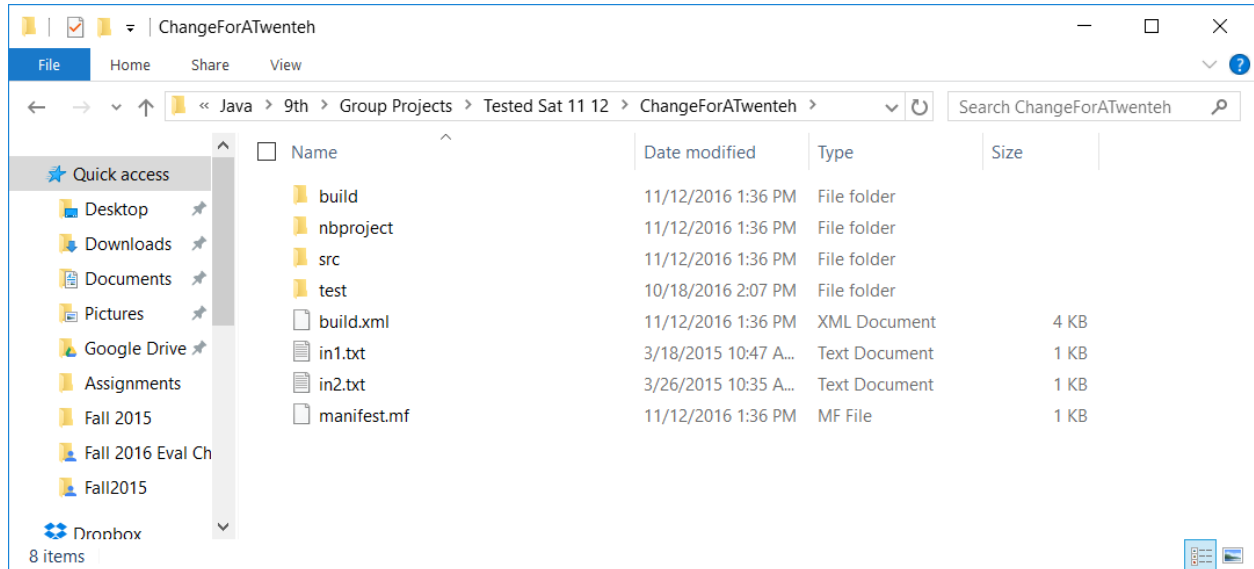 ChangeForATwenteh
File Home Share View ?
« Java > 9th > Group Projects > Tested Sat 11 12 > ChangeForATwenteh > Search ChangeForATwenteh
Name Date modified Type Size
Quick access
Desktop
Downloads
Documents
Pictures
Google Drive
Assignments
Fall 2015
Fall 2016 Eval Ch
Fall2015
Dropbox
build 11/12/2016 1:36 PM File folder
nbproject 11/12/2016 1:36 PM File folder
src 11/12/2016 1:36 PM File folder
test 10/18/2016 2:07 PM File folder
build.xml 11/12/2016 1:36 PM XML Document 4 KB
in1.txt 3/18/2015 10:47 A... Text Document 1 KB
in2.txt 3/26/2015 10:35 A... Text Document 1 KB
manifest.mf 11/12/2016 1:36 PM MF File 1 KB
8 items